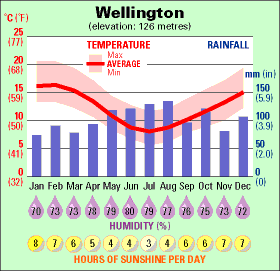 Wellington
(elevation: 126 metres)
°C (°F)
TEMPERATURE RAINFALL
Max
AVERAGE
Min
mm (in)
25
(77)
20
(68)
15
(59)
10
(50)
5
(41)
0
(32)
150
(5.9)
100
(3.9)
50
(2.0)
0
(0)
Jan Feb Mar Apr May Jun Jul Aug Sep Oct Nov Dec
70 73 73 78 79 80 79 77 76 75 73 72
HUMIDITY (%)
8 7 6 5 4 4 3 4 6 6 7 7
HOURS OF SUNSHINE PER DAY